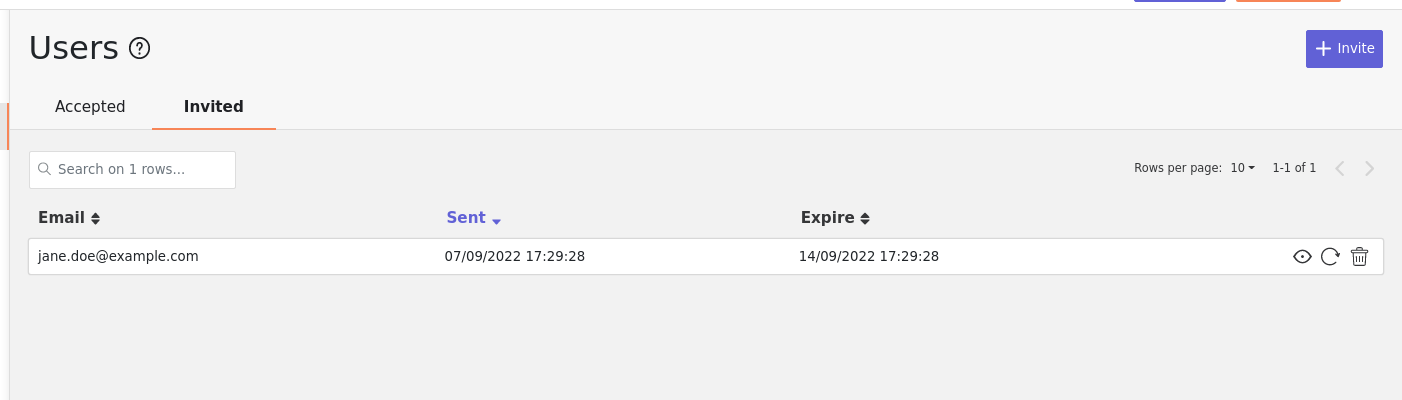 Users
+ Invite
Accepted Invited
Search on 1 rows... Rows per page: 10 1-1 of 1
Email Sent Expire
jane.doe@example.com 07/09/2022 17:29:28 14/09/2022 17:29:28